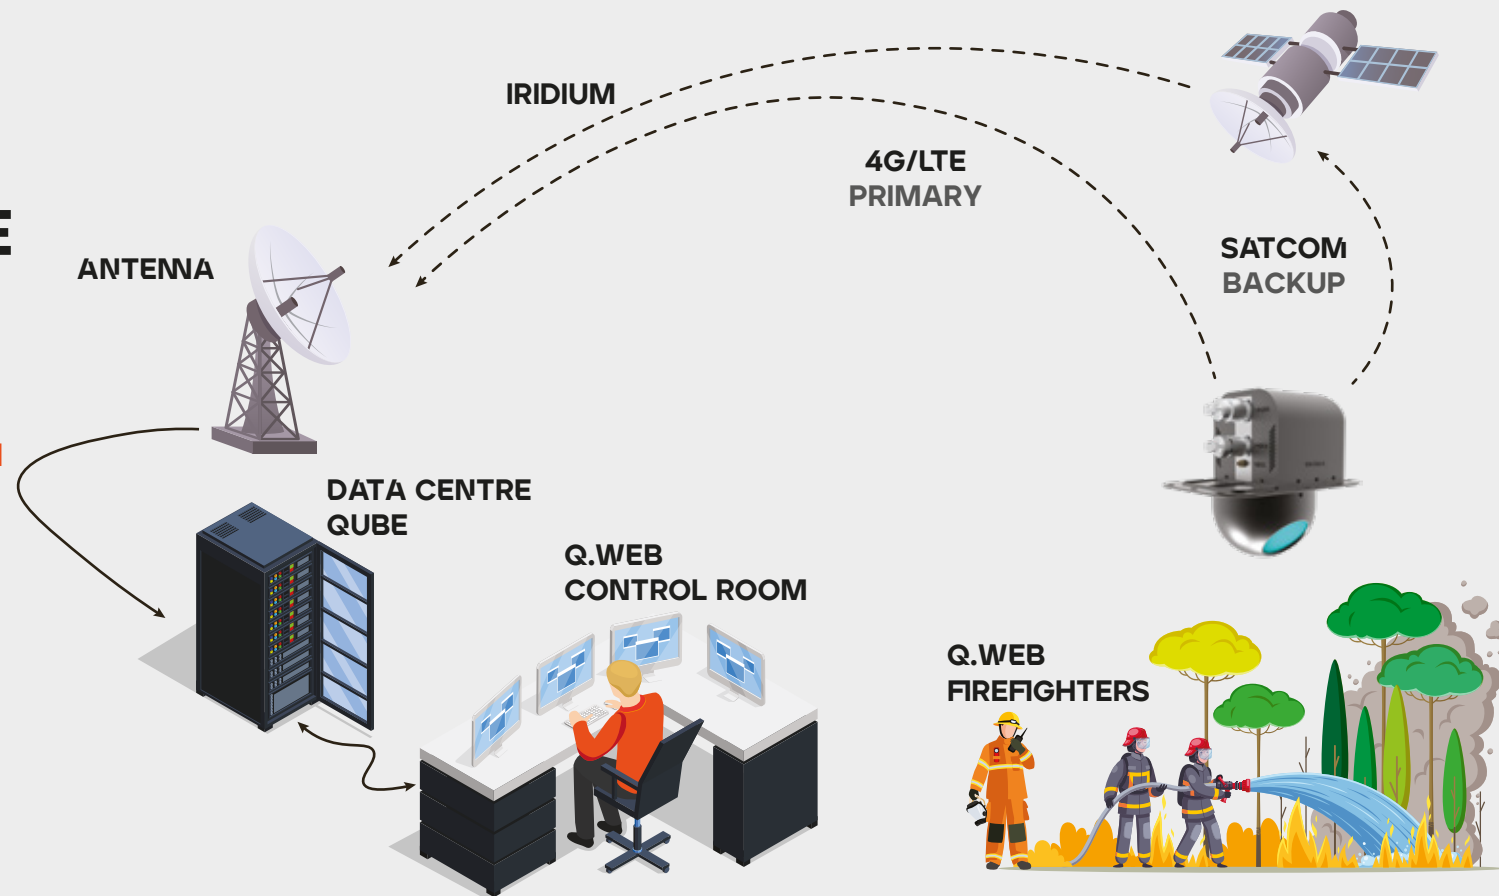 IRIDIUM
4G/LTE
PRIMARY
SATCOM
BACKUP
E
ANTENNA
DATA CENTRE
QUBE
Q.WEB
CONTROL ROOM
Q.WEB
FIREFIGHTERS